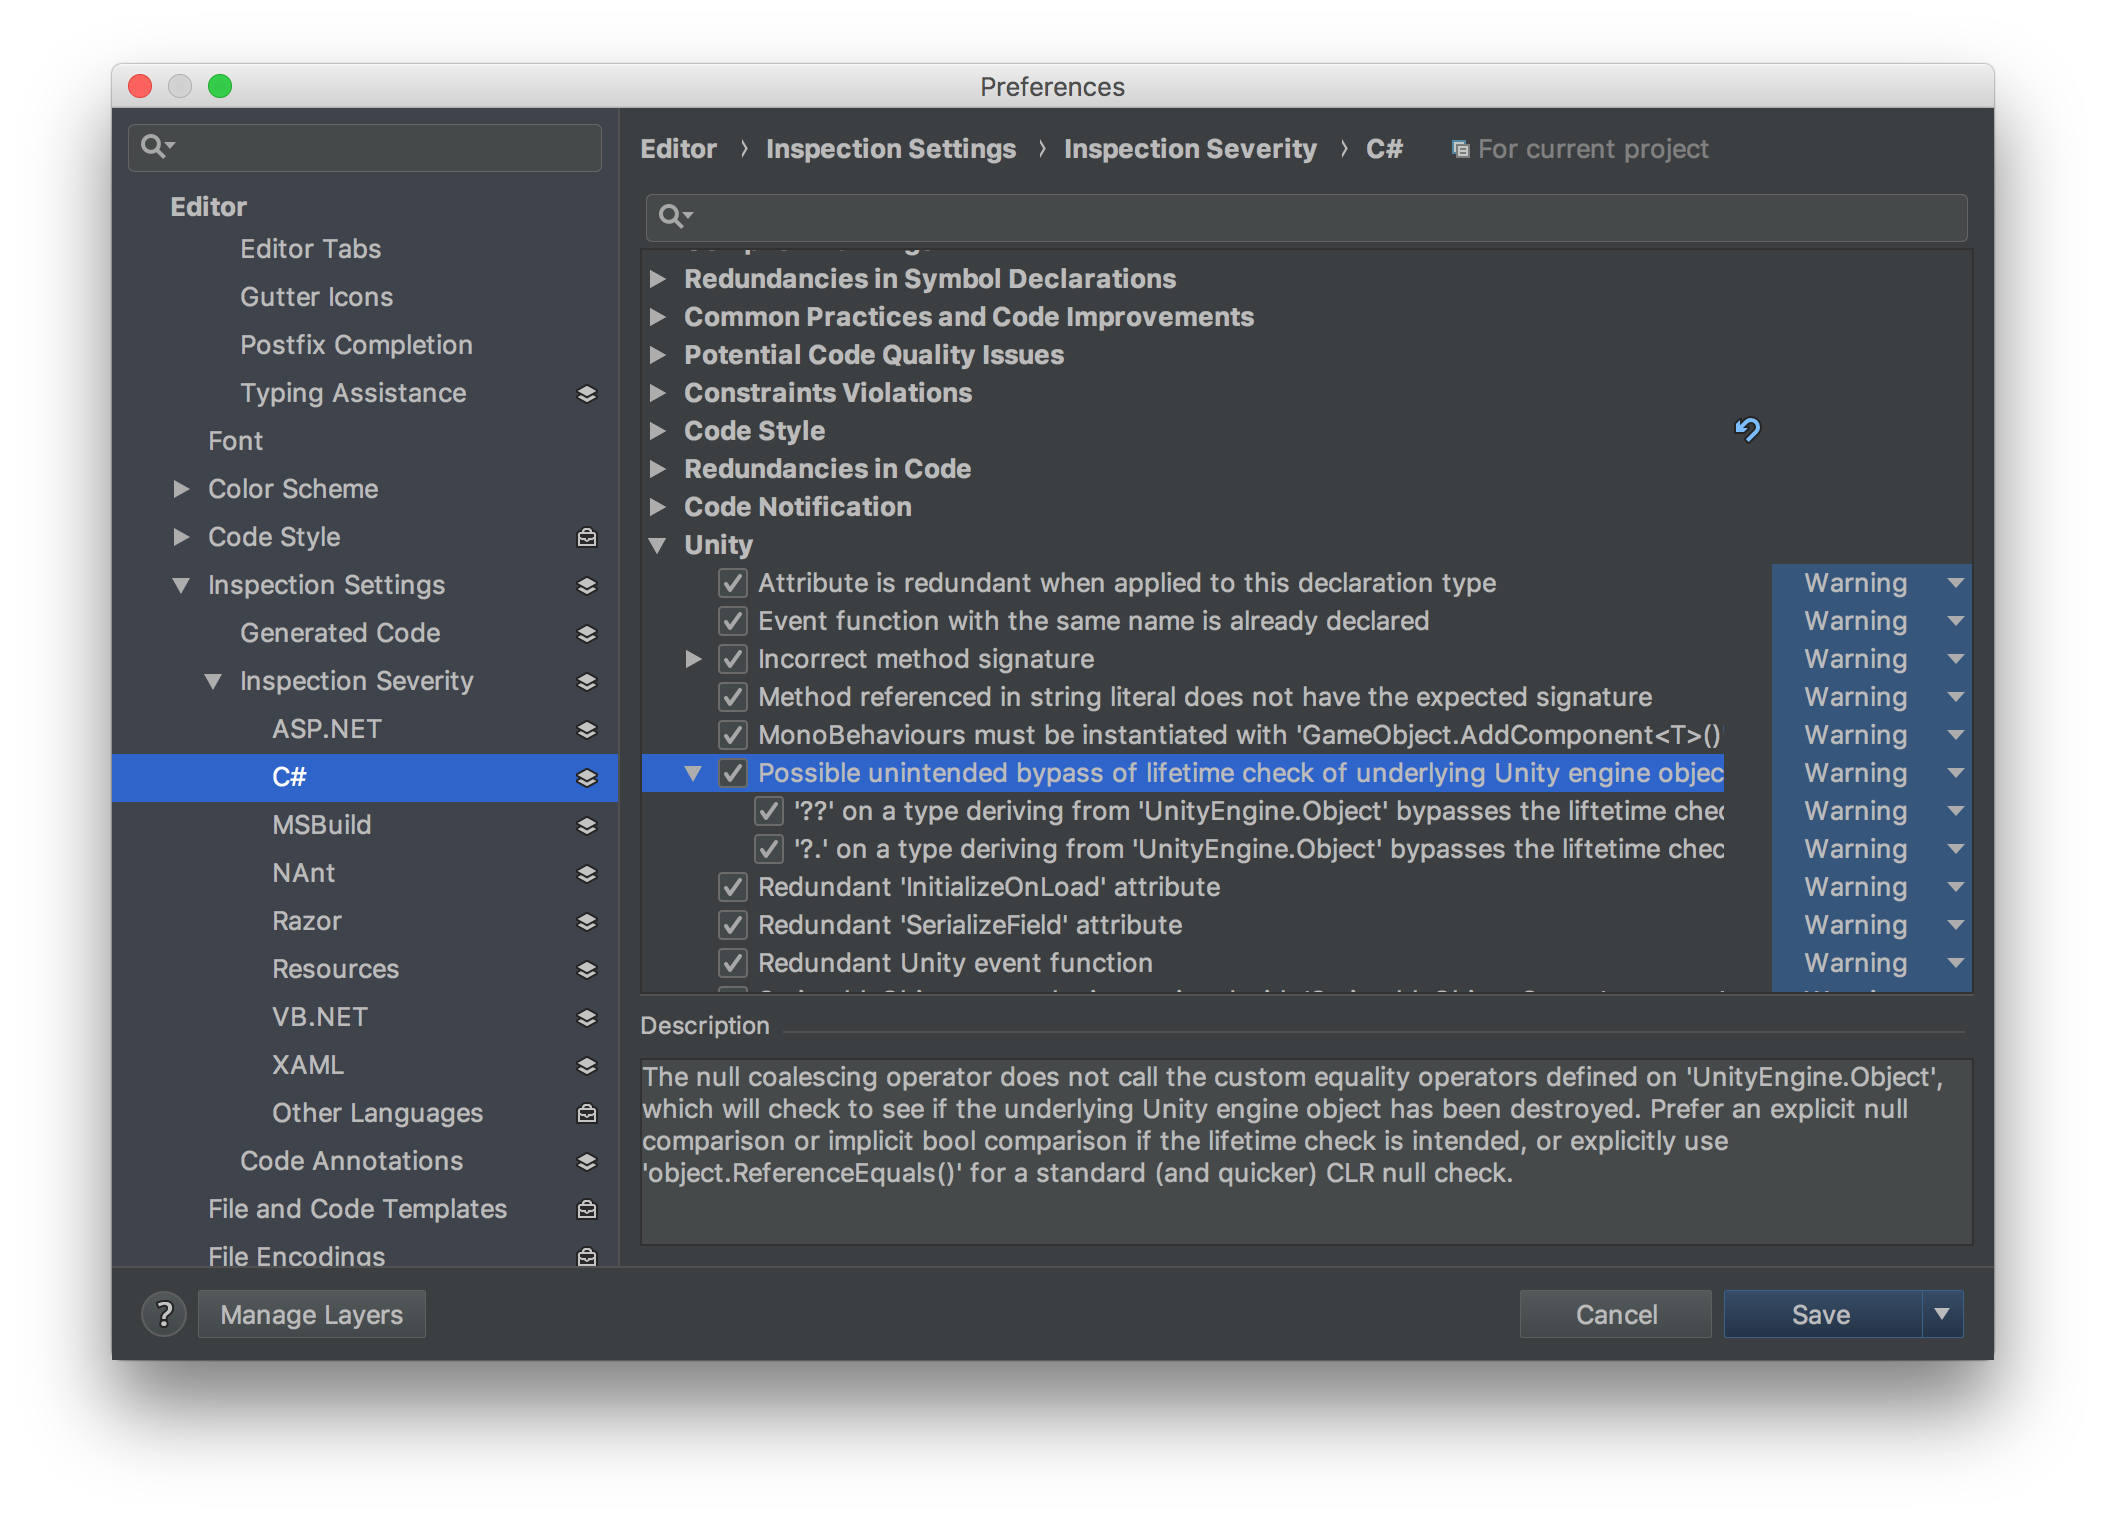 Preferences
Editor
Editor Tabs
Gutter Icons
Postfix Completion
Typing Assistance
Font
Color Scheme
Code Style
Inspection Settings
Generated Code
Inspection Severity
ASP.NET
C#
MSBuild
NAnt
Razor
Resources
VB.NET
XAML
Other Languages
Code Annotations
File and Code Templates
File Encodings
Editor › Inspection Settings › Inspection Severity › C# For current project
Redundancies in Symbol Declarations
Common Practices and Code Improvements
Potential Code Quality Issues
Constraints Violations
Code Style
Redundancies in Code
Code Notification
Unity
Attribute is redundant when applied to this declaration type Warning
Event function with the same name is already declared Warning
Incorrect method signature Warning
Method referenced in string literal does not have the expected signature Warning
MonoBehaviours must be instantiated with 'GameObject.AddComponent<T>()' Warning
Possible unintended bypass of lifetime check of underlying Unity engine objec Warning
'??' on a type deriving from 'UnityEngine.Object' bypasses the liftetime chec Warning
'?.' on a type deriving from 'UnityEngine.Object' bypasses the liftetime chec Warning
Redundant 'InitializeOnLoad' attribute Warning
Redundant 'SerializeField' attribute Warning
Redundant Unity event function Warning
Description
The null coalescing operator does not call the custom equality operators defined on 'UnityEngine.Object',
which will check to see if the underlying Unity engine object has been destroyed. Prefer an explicit null
comparison or implicit bool comparison if the lifetime check is intended, or explicitly use
'object.ReferenceEquals()' for a standard (and quicker) CLR null check.
? Manage Layers
Cancel
Save